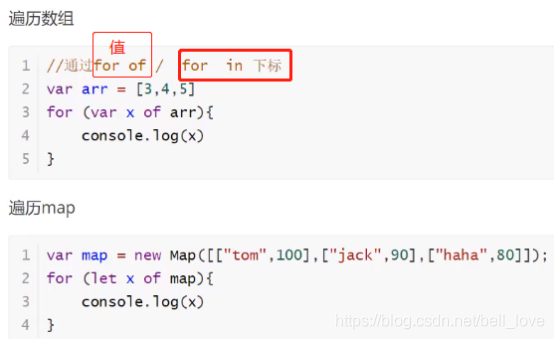 遍历数组
值
1 //通过for of / for in 下标
2 var arr = [3,4,5]
3 for (var x of arr){
4 console.log(x)
5 }
遍历map
1 var map = new Map([["tom",100],["jack",90],["haha",80]]);
2 for (let x of map){
3 console.log(x)
4 }
https://blog.csdn.net/bell_love